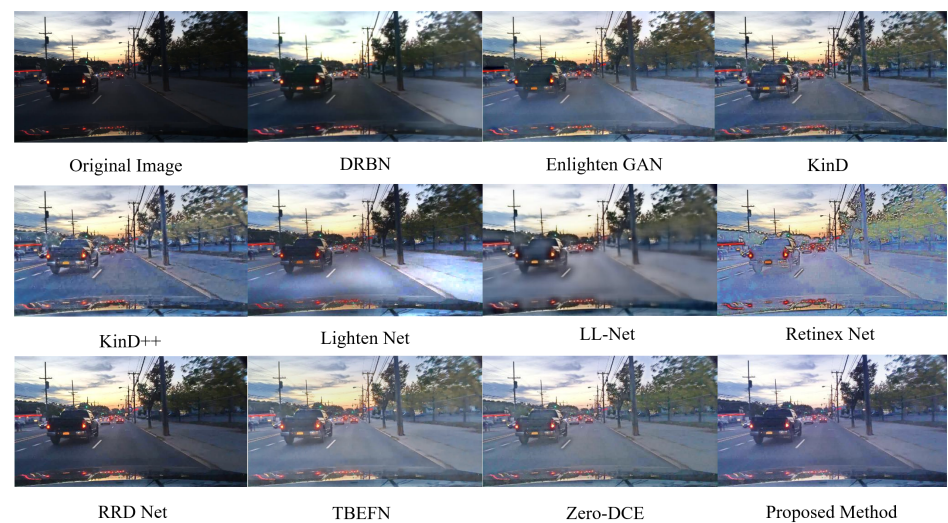 Original Image
DRBN
Enlighten GAN
KinD
KinD++
Lighten Net
LL-Net
Retinex Net
RRD Net
TBEFN
Zero-DCE
Proposed Method